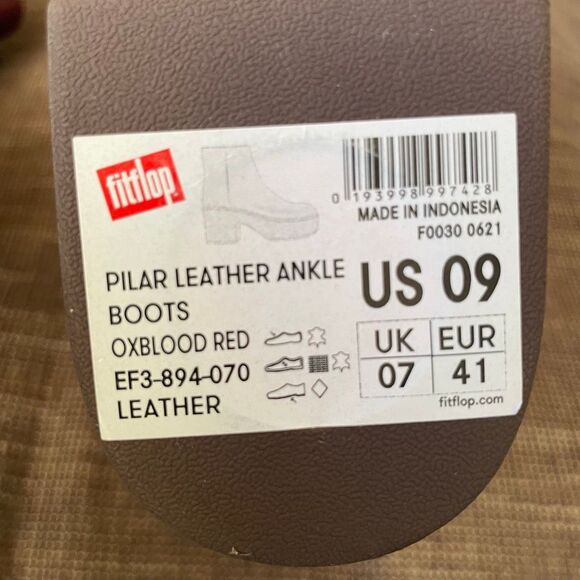 fitflop
0 193998 997428
MADE IN INDONESIA
F0030 0621
PILAR LEATHER ANKLE
BOOTS
OXBLOOD RED
EF3-894-070
LEATHER
US 09
UK EUR
07 41
fitflop.com